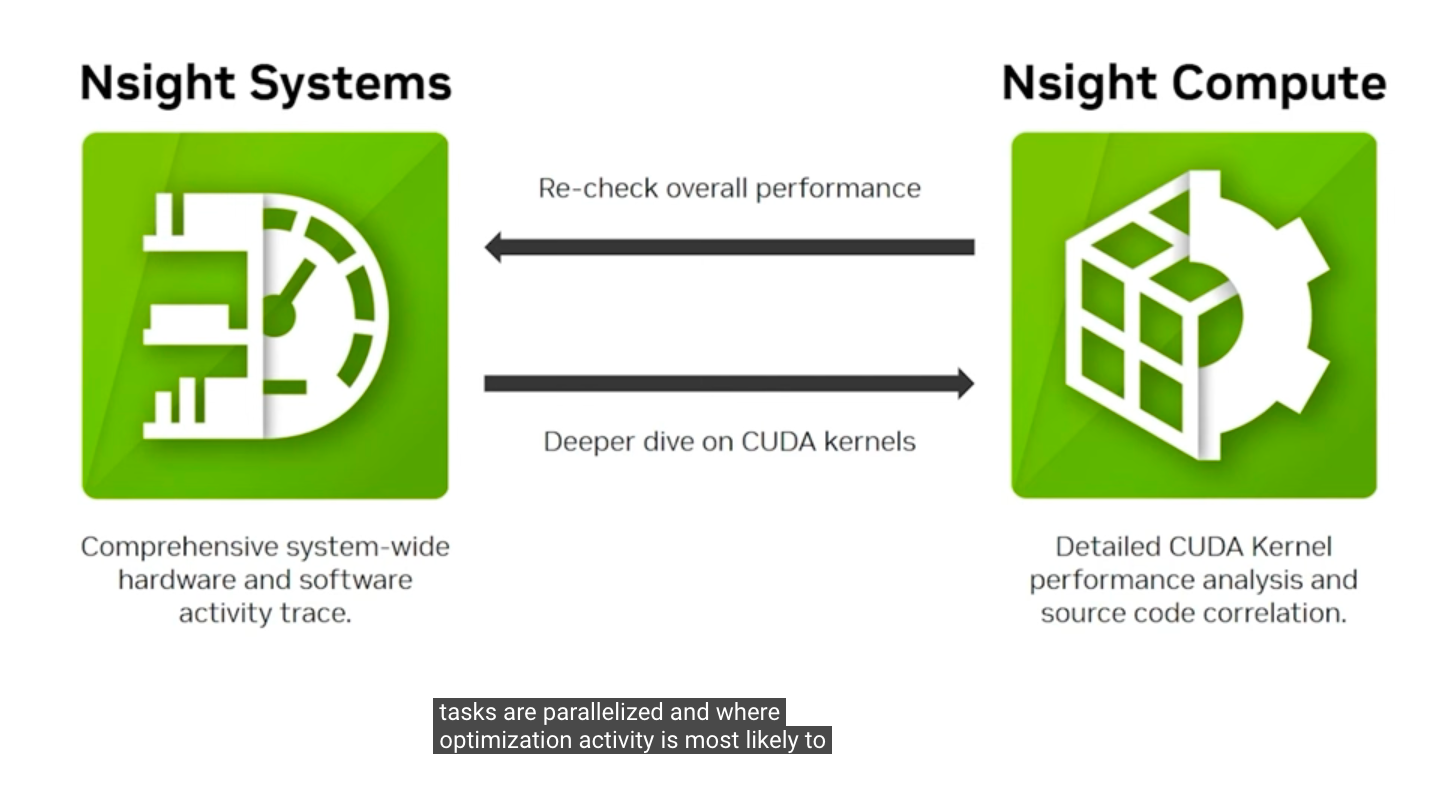 Nsight Systems
Nsight Compute
Re-check overall performance
Deeper dive on CUDA kernels
Comprehensive system-wide
hardware and software
activity trace.
Detailed CUDA Kernel
performance analysis and
source code correlation.
tasks are parallelized and where
optimization activity is most likely to